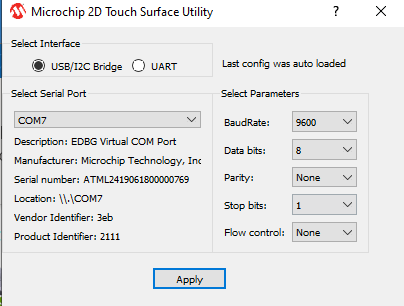 Microchip 2D Touch Surface Utility
Select Interface
USB/I2C Bridge
UART
Last config was auto loaded
Select Serial Port
COM7
Description: EDBG Virtual COM Port
Manufacturer: Microchip Technology, Inc
Serial number: ATML2419061800000769
Location: \\.\COM7
Vendor Identifier: 3eb
Product Identifier: 2111
Select Parameters
BaudRate: 9600
Data bits: 8
Parity: None
Stop bits: 1
Flow control: None
Apply